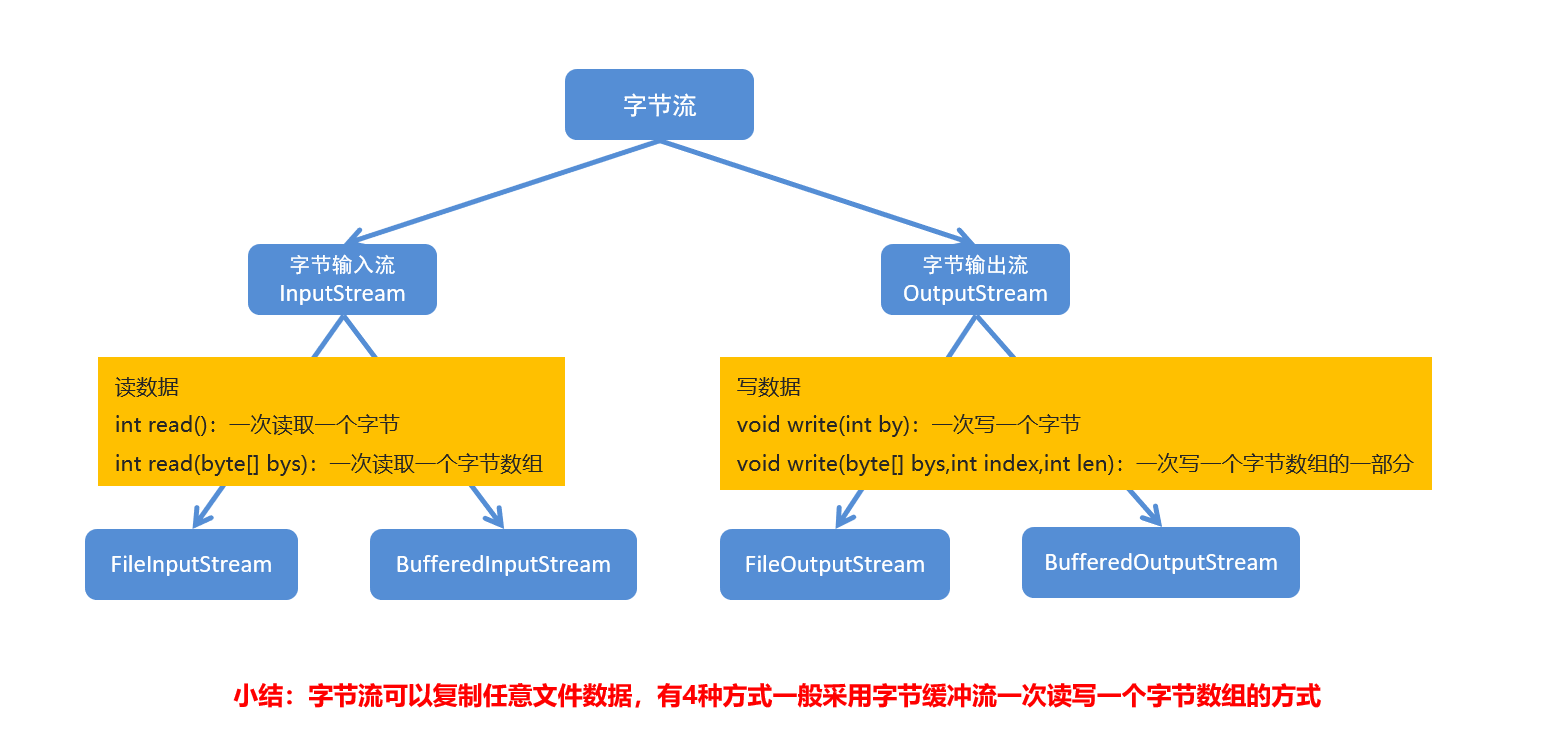 字节流
字节输入流
InputStream
字节输出流
OutputStream
读数据
int read()：一次读取一个字节
int read(byte[] bys)：一次读取一个字节数组
写数据
void write(int by)：一次写一个字节
void write(byte[] bys,int index,int len)：一次写一个字节数组的一部分
FileInputStream
BufferedInputStream
FileOutputStream
BufferedOutputStream
小结：字节流可以复制任意文件数据，有4种方式一般采用字节缓冲流一次读写一个字节数组的方式